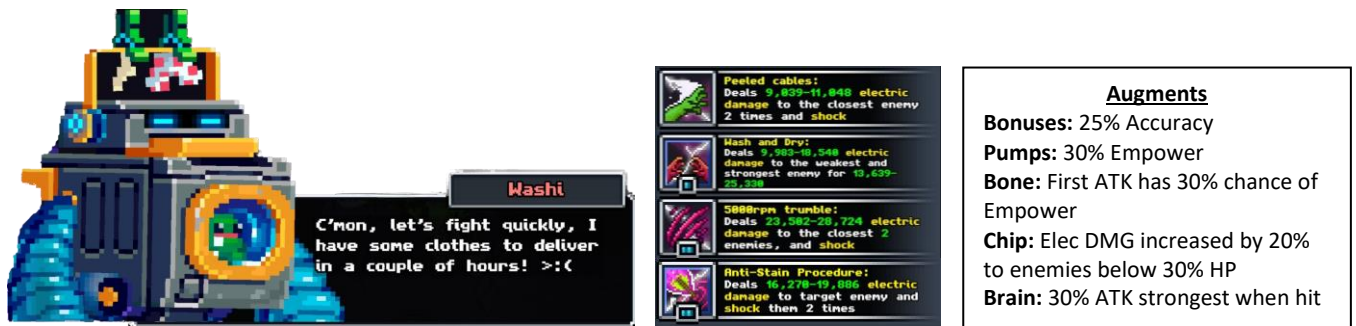 Washi
C'mon, let's fight quickly, I
have some clothes to deliver
in a couple of hours! >:(
Peeled cables:
Deals 9,039-11,048 electric
damage to the closest enemy
2 times and shock
Wash and Dry:
Deals 9,983-18,540 electric
damage to the weakest and
strongest enemy for 13,639-
25,330
5000rpm trumble:
Deals 23,502-28,724 electric
damage to the closest 2
enemies, and shock
Anti-Stain Procedure:
Deals 16,270-19,886 electric
damage to target enemy and
shock them 2 times
Augments
Bonuses: 25% Accuracy
Pumps: 30% Empower
Bone: First ATK has 30% chance of
Empower
Chip: Elec DMG increased by 20%
to enemies below 30% HP
Brain: 30% ATK strongest when hit